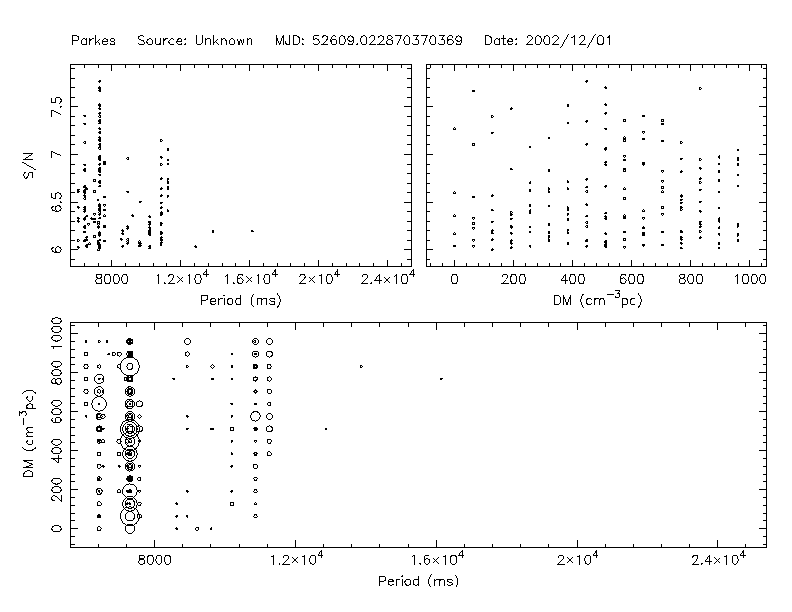 Parkes Source: Unknown MJD: 52609.022870370369 Date: 2002/12/01
S/N
7.5
7
6.5
6
8000 1.2×10⁴ 1.6×10⁴ 2×10⁴ 2.4×10⁴
Period (ms)
0 200 400 600 800 1000
DM (cm⁻³pc)
DM (cm⁻³pc)
1000
800
600
400
200
0
8000 1.2×10⁴ 1.6×10⁴ 2×10⁴ 2.4×10⁴
Period (ms)